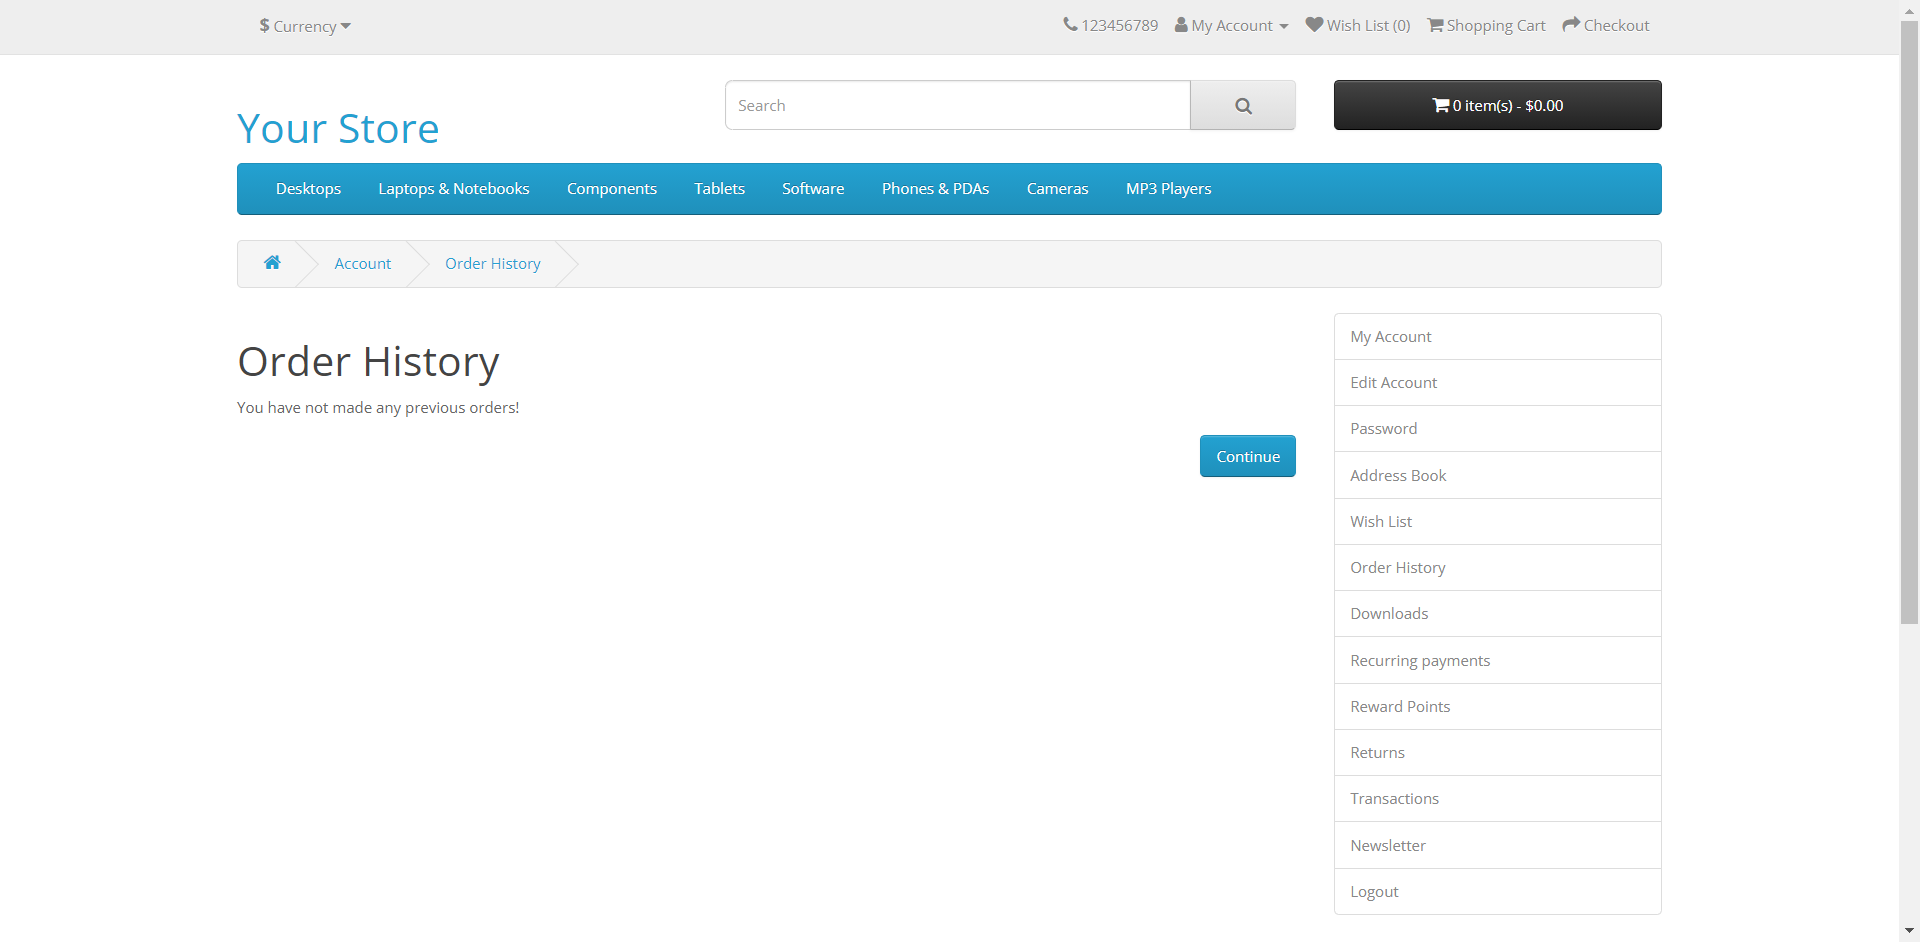 $ Currency
123456789 My Account Wish List (0) Shopping Cart Checkout
Search
0 item(s) - $0.00
Your Store
Desktops Laptops & Notebooks Components Tablets Software Phones & PDAs Cameras MP3 Players
Account Order History
Order History
You have not made any previous orders!
Continue
My Account
Edit Account
Password
Address Book
Wish List
Order History
Downloads
Recurring payments
Reward Points
Returns
Transactions
Newsletter
Logout